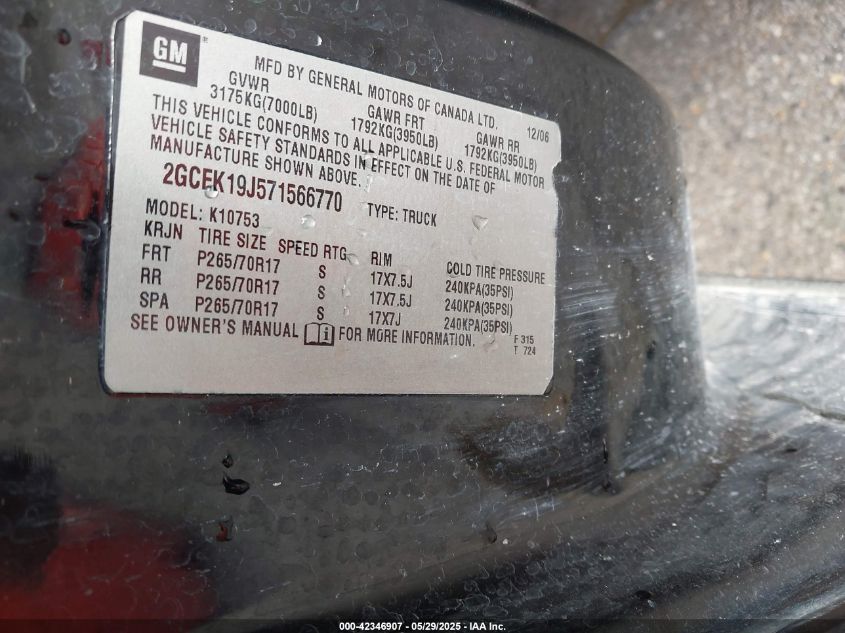 GM
MFD BY GENERAL MOTORS OF CANADA LTD. 12/06
GVWR GAWR FRT GAWR RR
3175KG(7000LB) 1792KG(3950LB) 1792KG(3950LB)
THIS VEHICLE CONFORMS TO ALL APPLICABLE U.S. FEDERAL MOTOR
VEHICLE SAFETY STANDARDS IN EFFECT ON THE DATE OF
MANUFACTURE SHOWN ABOVE.
2GCEK19J571566770 TYPE: TRUCK
MODEL: K10753
KRJN TIRE SIZE SPEED RTG RIM COLD TIRE PRESSURE
FRT P265/70R17 S 17X7.5J 240KPA(35PSI)
RR P265/70R17 S 17X7.5J 240KPA(35PSI)
SPA P265/70R17 S 17X7J 240KPA(35PSI)
SEE OWNER'S MANUAL FOR MORE INFORMATION.
F 315
T 724
000-42346907 - 05/29/2025 - IAA Inc.